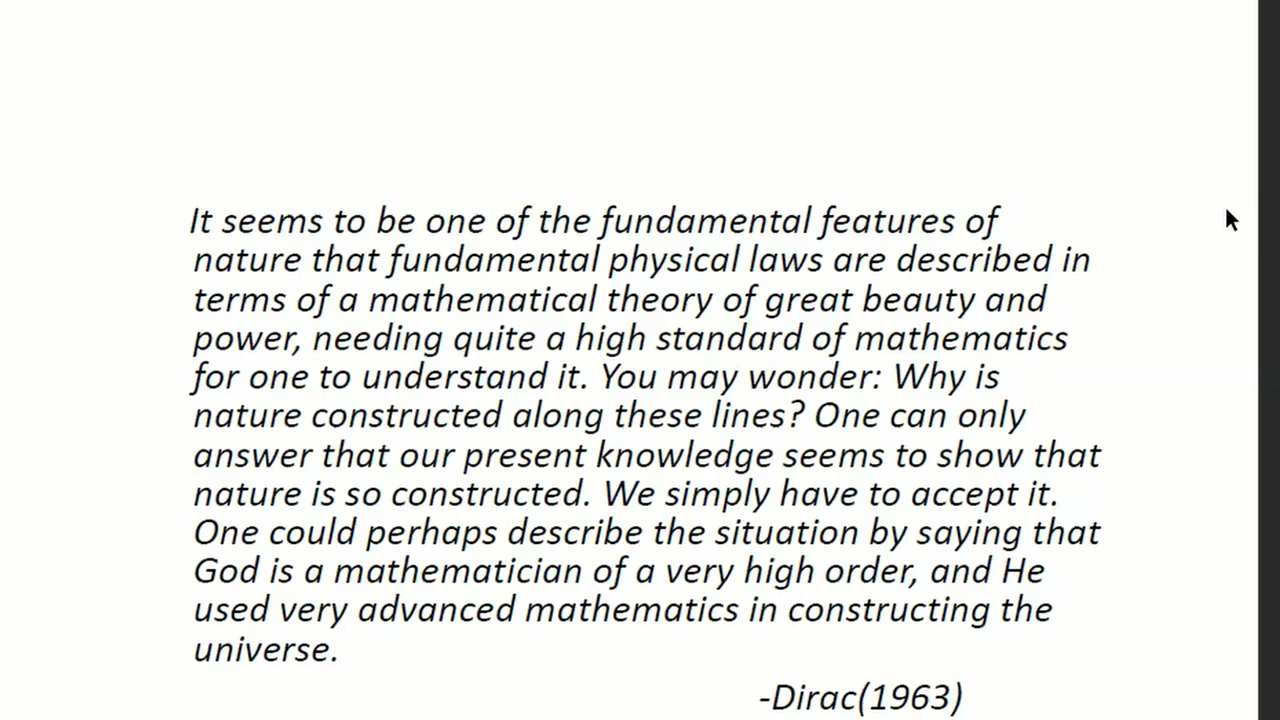 It seems to be one of the fundamental features of
nature that fundamental physical laws are described in
terms of a mathematical theory of great beauty and
power, needing quite a high standard of mathematics
for one to understand it. You may wonder: Why is
nature constructed along these lines? One can only
answer that our present knowledge seems to show that
nature is so constructed. We simply have to accept it.
One could perhaps describe the situation by saying that
God is a mathematician of a very high order, and He
used very advanced mathematics in constructing the
universe.
-Dirac(1963)